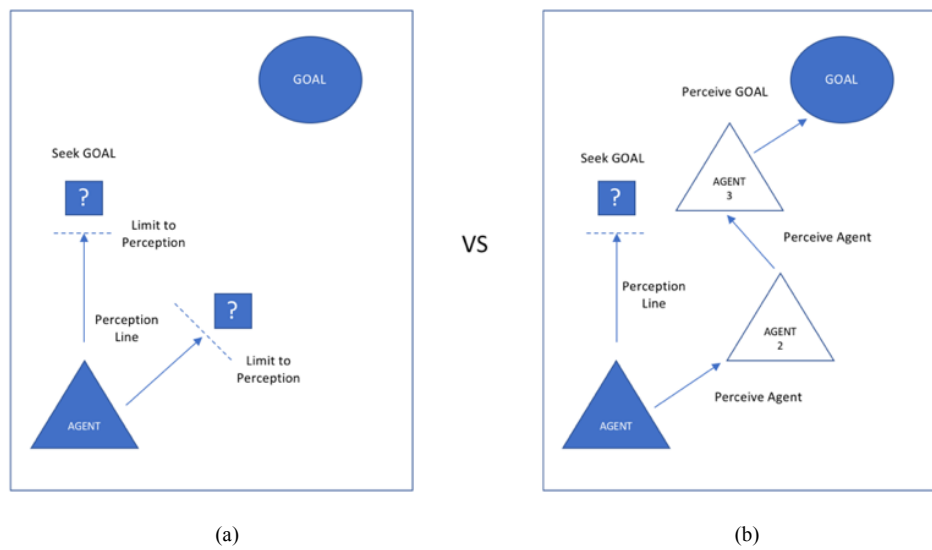 GOAL
Seek GOAL
?
Limit to
Perception
?
Perception
Line
Limit to
Perception
AGENT
(a)
VS
GOAL
Perceive GOAL
Seek GOAL
?
AGENT
3
Perceive Agent
Perception
Line
AGENT
2
Perceive Agent
AGENT
(b)